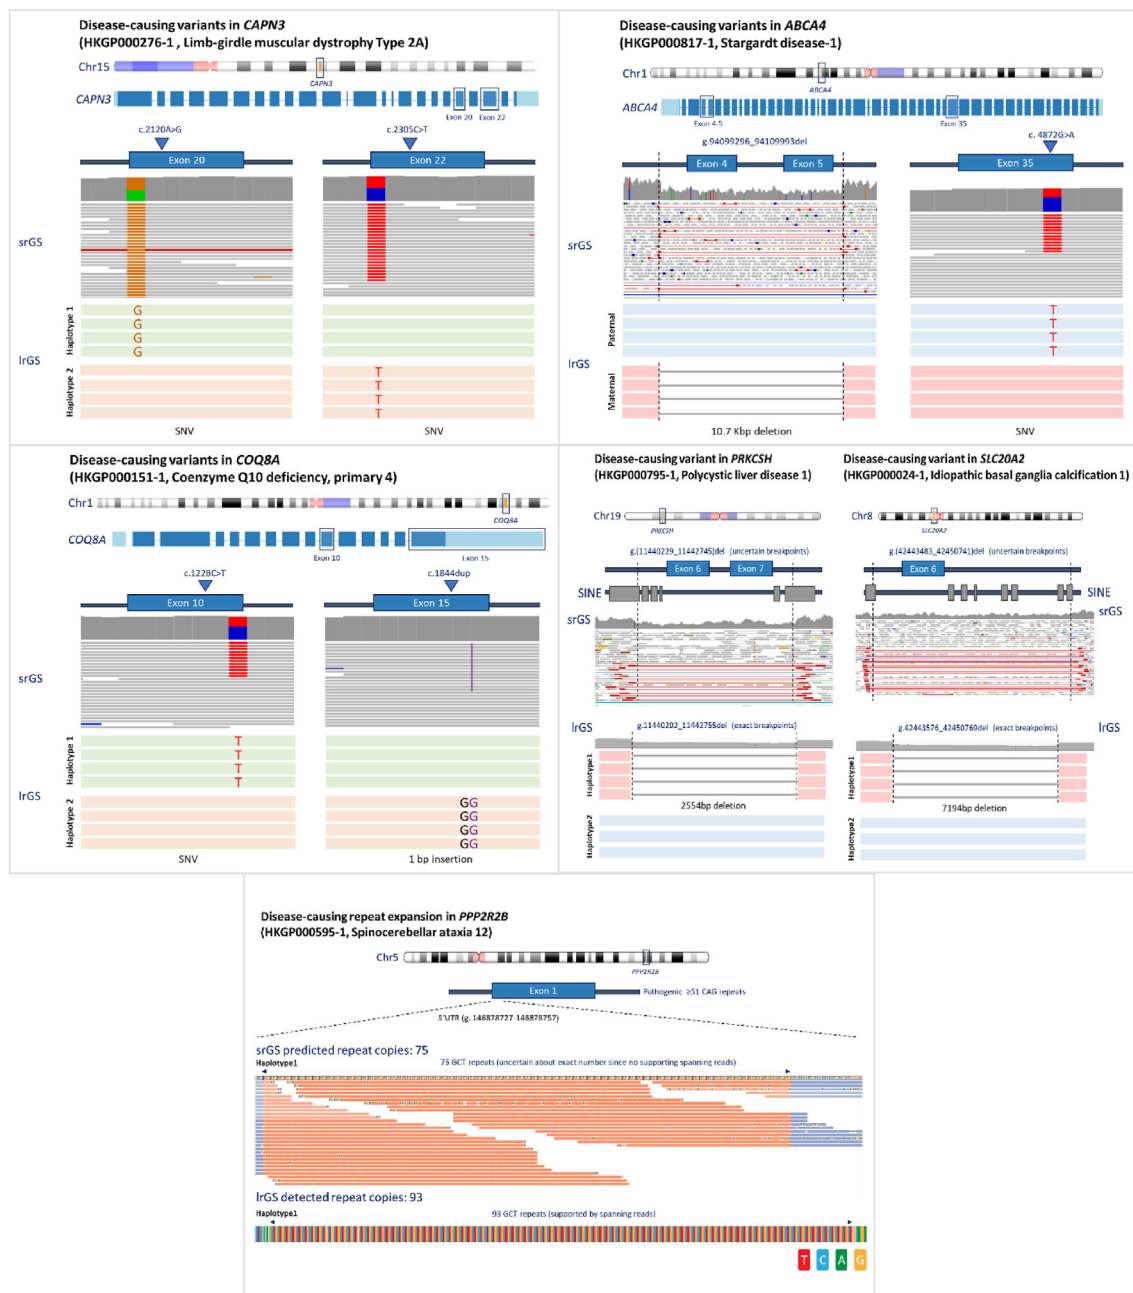 Disease-causing variants in CAPN3
(HKGP000276-1 , Limb-girdle muscular dystrophy Type 2A)
Chr15
CAPN3
CAPN3
Exon 20
Exon 22
c.2120A>G
c.2305C>T
Exon 20
Exon 22
srGS
Haplotype 1
G
G
G
G
lrGS
Haplotype 2
T
T
T
T
SNV
SNV
Disease-causing variants in ABCA4
(HKGP000817-1, Stargardt disease-1)
Chr1
ABCA4
ABCA4
Exon 4-5
Exon 35
g.94099296_94109993del
c. 4872G>A
Exon 4
Exon 5
Exon 35
srGS
Paternal
T
T
T
T
lrGS
Maternal
10.7 Kbp deletion
SNV
Disease-causing variants in COQ8A
(HKGP000151-1, Coenzyme Q10 deficiency, primary 4)
Chr1
COQ8A
COQ8A
Exon 10
Exon 15
c.1228C>T
c.1844dup
Exon 10
Exon 15
srGS
Haplotype 1
T
T
T
T
lrGS
Haplotype 2
GG
GG
GG
GG
SNV
1 bp insertion
Disease-causing variant in PRKCSH
(HKGP000795-1, Polycystic liver disease 1)
Chr19
PRKCSH
g.(11440229_11442745)del (uncertain breakpoints)
Exon 6
Exon 7
SINE
srGS
lrGS
g.11440202_11442755del (exact breakpoints)
Haplotype1
2554bp deletion
Haplotype2
Disease-causing variant in SLC20A2
(HKGP000024-1, Idiopathic basal ganglia calcification 1)
Chr8
SLC20A2
g.(42443483_42450741)del (uncertain breakpoints)
Exon 6
SINE
srGS
lrGS
g.42443576_42450769del (exact breakpoints)
Haplotype1
7194bp deletion
Haplotype2
Disease-causing repeat expansion in PPP2R2B
(HKGP000595-1, Spinocerebellar ataxia 12)
Chr5
PPP2R2B
Exon 1
Pathogenic ≥51 CAG repeats
5'UTR (g. 146878727-146878757)
srGS predicted repeat copies: 75
Haplotype1
75 GCT repeats (uncertain about exact number since no supporting spanning reads)
lrGS detected repeat copies: 93
Haplotype1
93 GCT repeats (supported by spanning reads)
T C A G